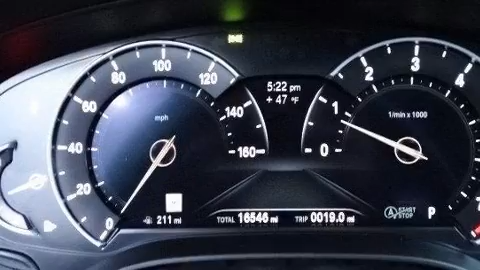 80 100 120
60 140
40 160
20
0
mph
5:22 pm
+ 47 °F
211 mi
TOTAL 16546 mi TRIP 0019.0 mi
2 3 4
1
0
1/min x 1000
A START STOP P